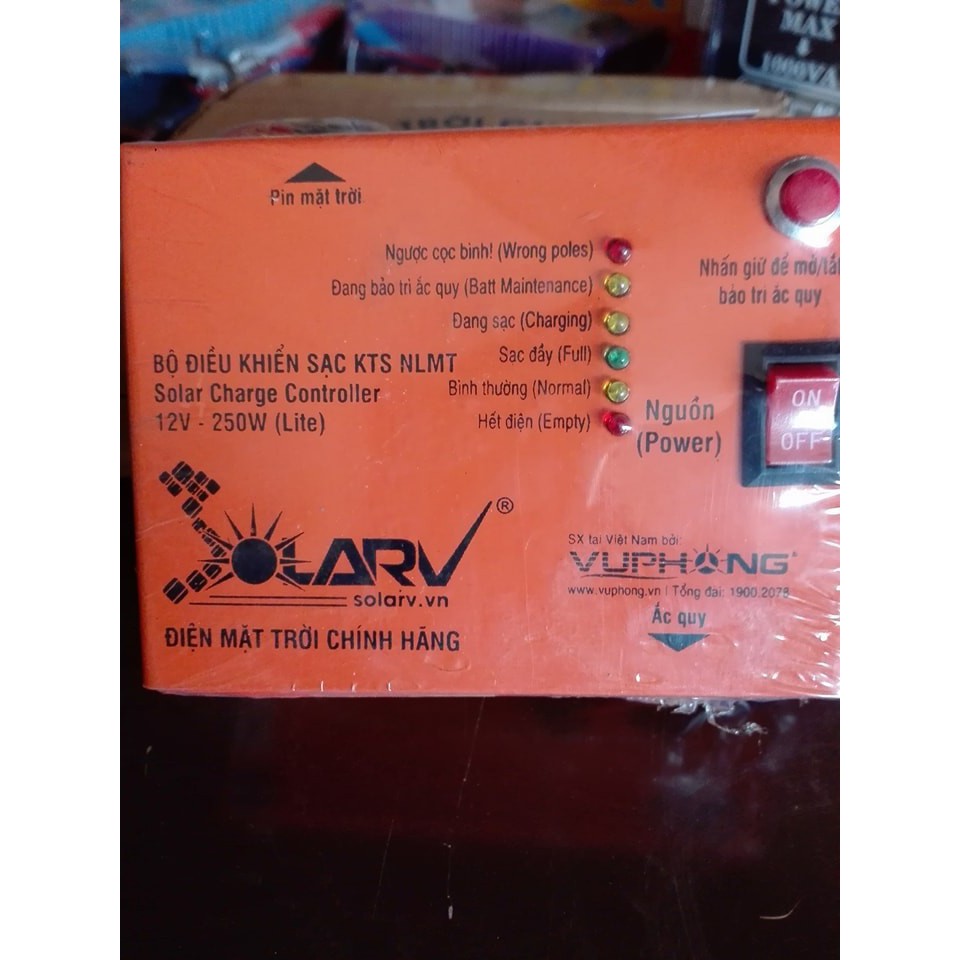 POWER
MAX
&
1000VA
Pin mặt trời
Ngược cọc bình! (Wrong poles)
Đang bảo trì ắc quy (Batt Maintenance)
Đang sạc (Charging)
Sạc đầy (Full)
Bình thường (Normal)
Hết điện (Empty)
Nhấn giữ để mở/tắt
bảo trì ắc quy
BỘ ĐIỀU KHIỂN SẠC KTS NLMT
Solar Charge Controller
12V - 250W (Lite)
Nguồn
(Power)
ON
OFF
SOLARV®
solarv.vn
ĐIỆN MẶT TRỜI CHÍNH HÃNG
SX tại Việt Nam bởi:
VUPHONG®
www.vuphong.vn | Tổng đài: 1900.2078
Ắc quy